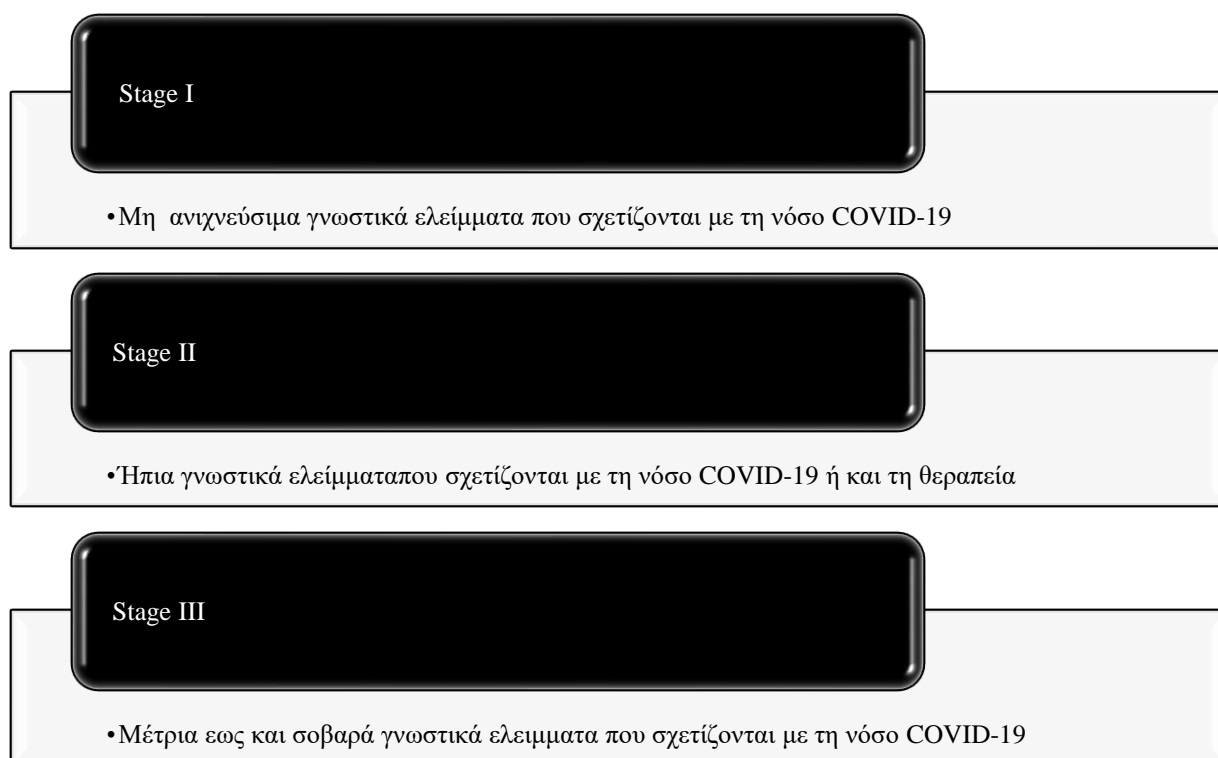 Stage I
•Μη ανιχνεύσιμα γνωστικά ελείμματα που σχετίζονται με τη νόσο COVID-19
Stage II
•Ήπια γνωστικά ελείμματαπου σχετίζονται με τη νόσο COVID-19 ή και τη θεραπεία
Stage III
•Μέτρια εως και σοβαρά γνωστικά ελειμματα που σχετίζονται με τη νόσο COVID-19